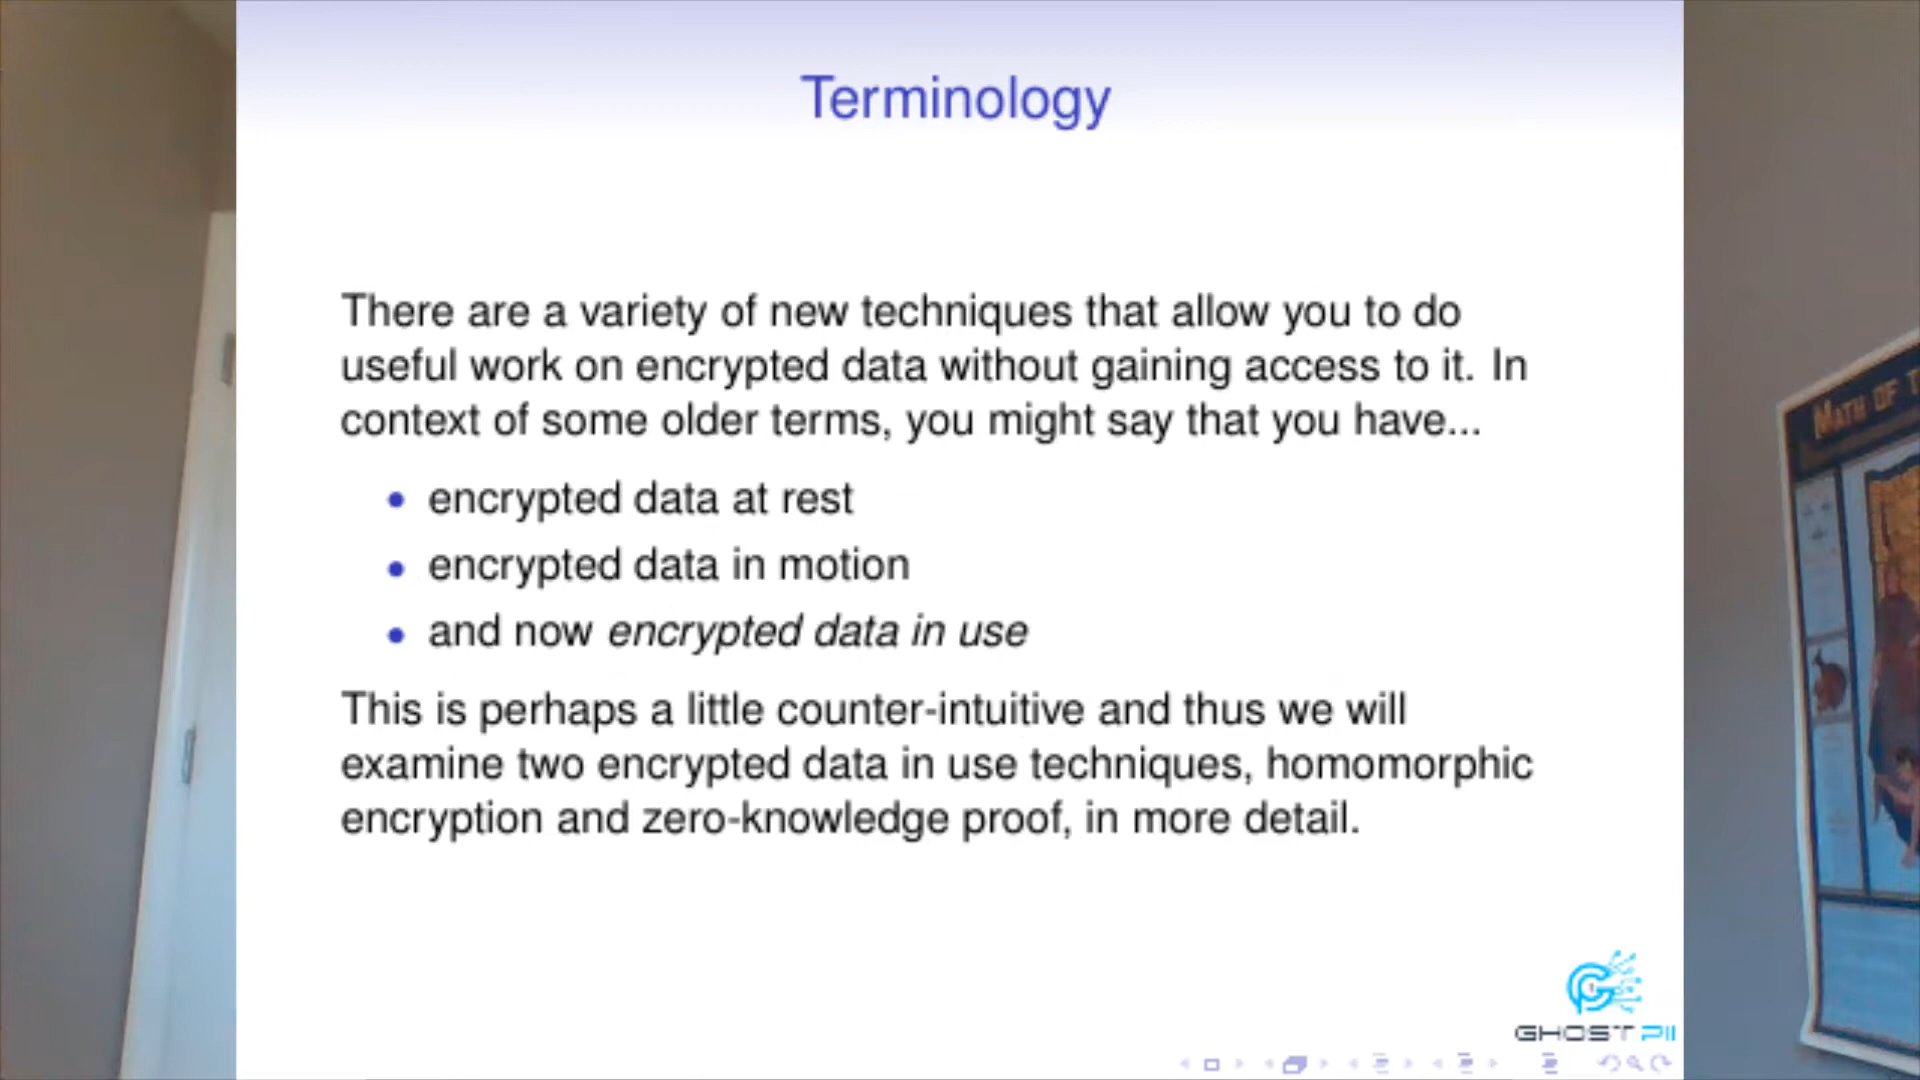 Terminology
There are a variety of new techniques that allow you to do
useful work on encrypted data without gaining access to it. In
context of some older terms, you might say that you have...
encrypted data at rest
encrypted data in motion
and now encrypted data in use
This is perhaps a little counter-intuitive and thus we will
examine two encrypted data in use techniques, homomorphic
encryption and zero-knowledge proof, in more detail.
GHOST PII
MATH OF